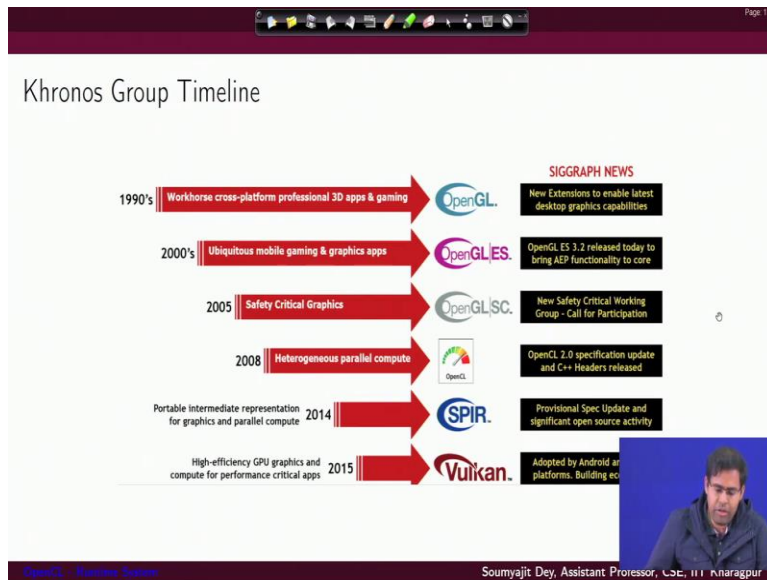 Page: 1
Khronos Group Timeline
SIGGRAPH NEWS
1990's Workhorse cross-platform professional 3D apps & gaming OpenGL. New Extensions to enable latest
desktop graphics capabilities
2000's Ubiquitous mobile gaming & graphics apps OpenGL|ES. OpenGL ES 3.2 released today to
bring AEP functionality to core
2005 Safety Critical Graphics OpenGL|SC. New Safety Critical Working
Group - Call for Participation
2008 Heterogeneous parallel compute OpenCL OpenCL 2.0 specification update
and C++ Headers released
Portable intermediate representation
for graphics and parallel compute 2014 SPIR. Provisional Spec Update and
significant open source activity
High-efficiency GPU graphics and
compute for performance critical apps 2015 Vulkan. Adopted by Android
platforms. Building
OpenCL - Runtime System Soumyajit Dey, Assistant Professor, CSE, IIT Kharagpur